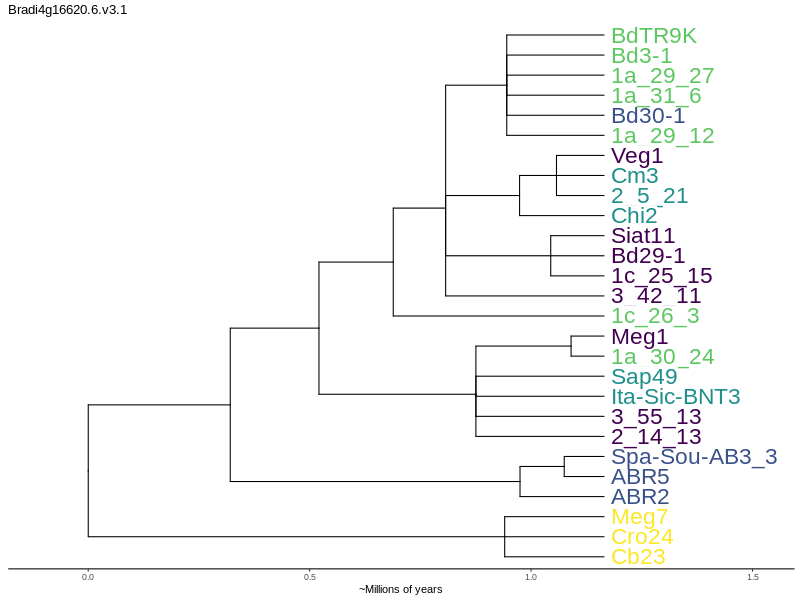 Bradi4g16620.6.v3.1
BdTR9K
Bd3-1
1a_29_27
1a_31_6
Bd30-1
1a_29_12
Veg1
Cm3
2_5_21
Chi2
Siat11
Bd29-1
1c_25_15
3_42_11
1c_26_3
Meg1
1a_30_24
Sap49
Ita-Sic-BNT3
3_55_13
2_14_13
Spa-Sou-AB3_3
ABR5
ABR2
Meg7
Cro24
Cb23
0.0 0.5 1.0 1.5
~Millions of years